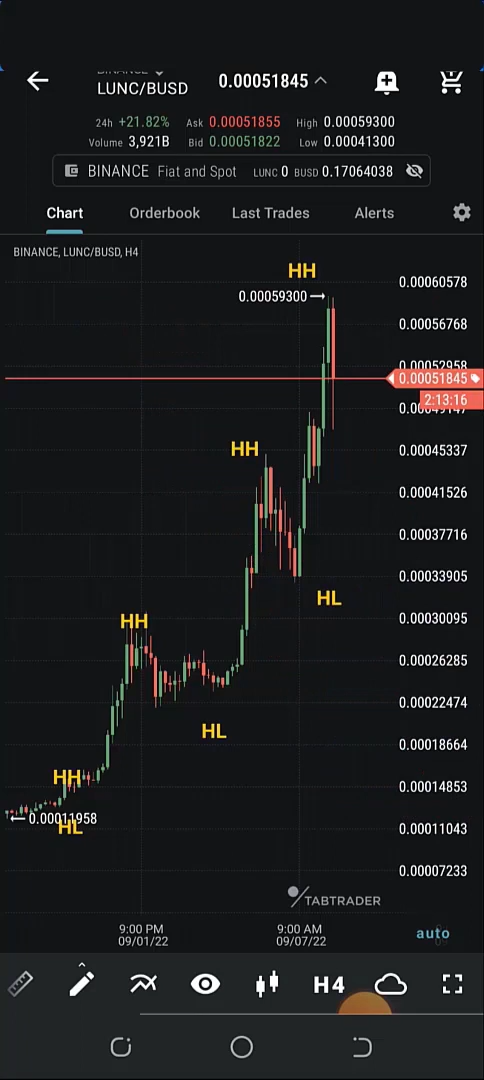 LUNC/BUSD
0.00051845
24h +21.82% Ask 0.00051855 High 0.00059300
Volume 3,921B Bid 0.00051822 Low 0.00041300
BINANCE Fiat and Spot LUNC 0 BUSD 0.17064038
Chart Orderbook Last Trades Alerts
BINANCE, LUNC/BUSD, H4
HH
0.00060578
0.00059300
0.00056768
0.00052958
0.00051845
2:13:16
0.00049147
HH
0.00045337
0.00041526
0.00037716
0.00033905
HL
HH
0.00030095
0.00026285
0.00022474
HL
0.00018664
HH
0.00014853
0.00011958
HL
0.00011043
0.00007233
TABTRADER
9:00 PM 9:00 AM
09/01/22 09/07/22
auto
H4